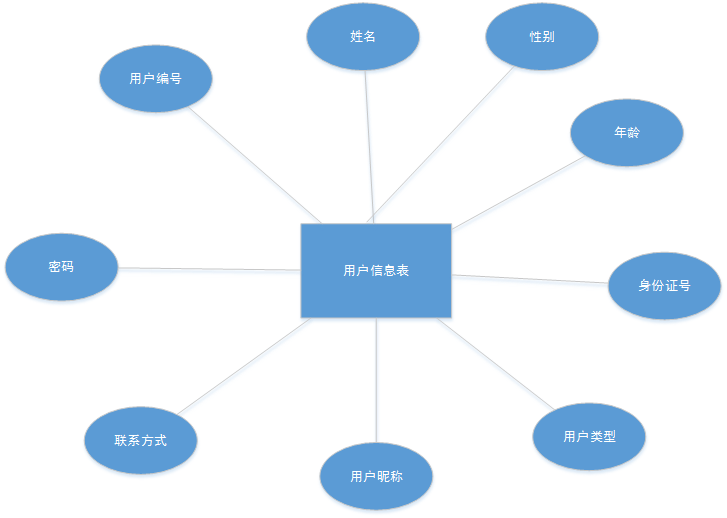 姓名
性别
用户编号
年龄
密码
用户信息表
身份证号
联系方式
用户昵称
用户类型